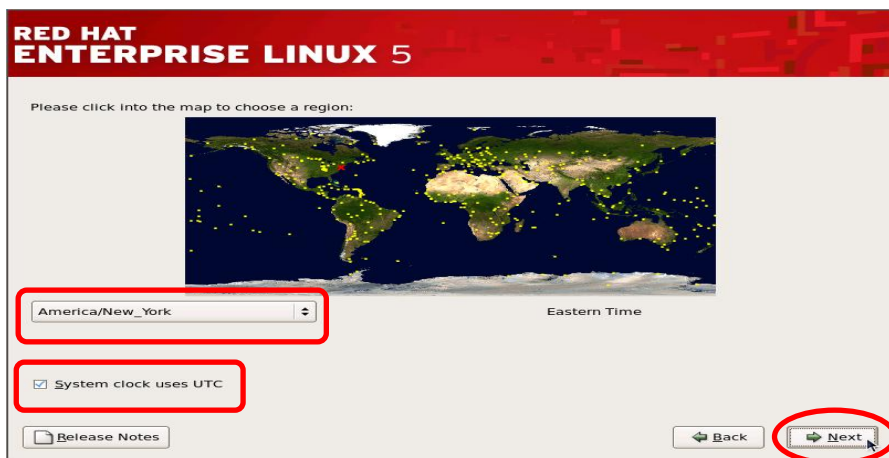 RED HAT
ENTERPRISE LINUX 5
Please click into the map to choose a region:
America/New_York
Eastern Time
System clock uses UTC
Release Notes
Back
Next